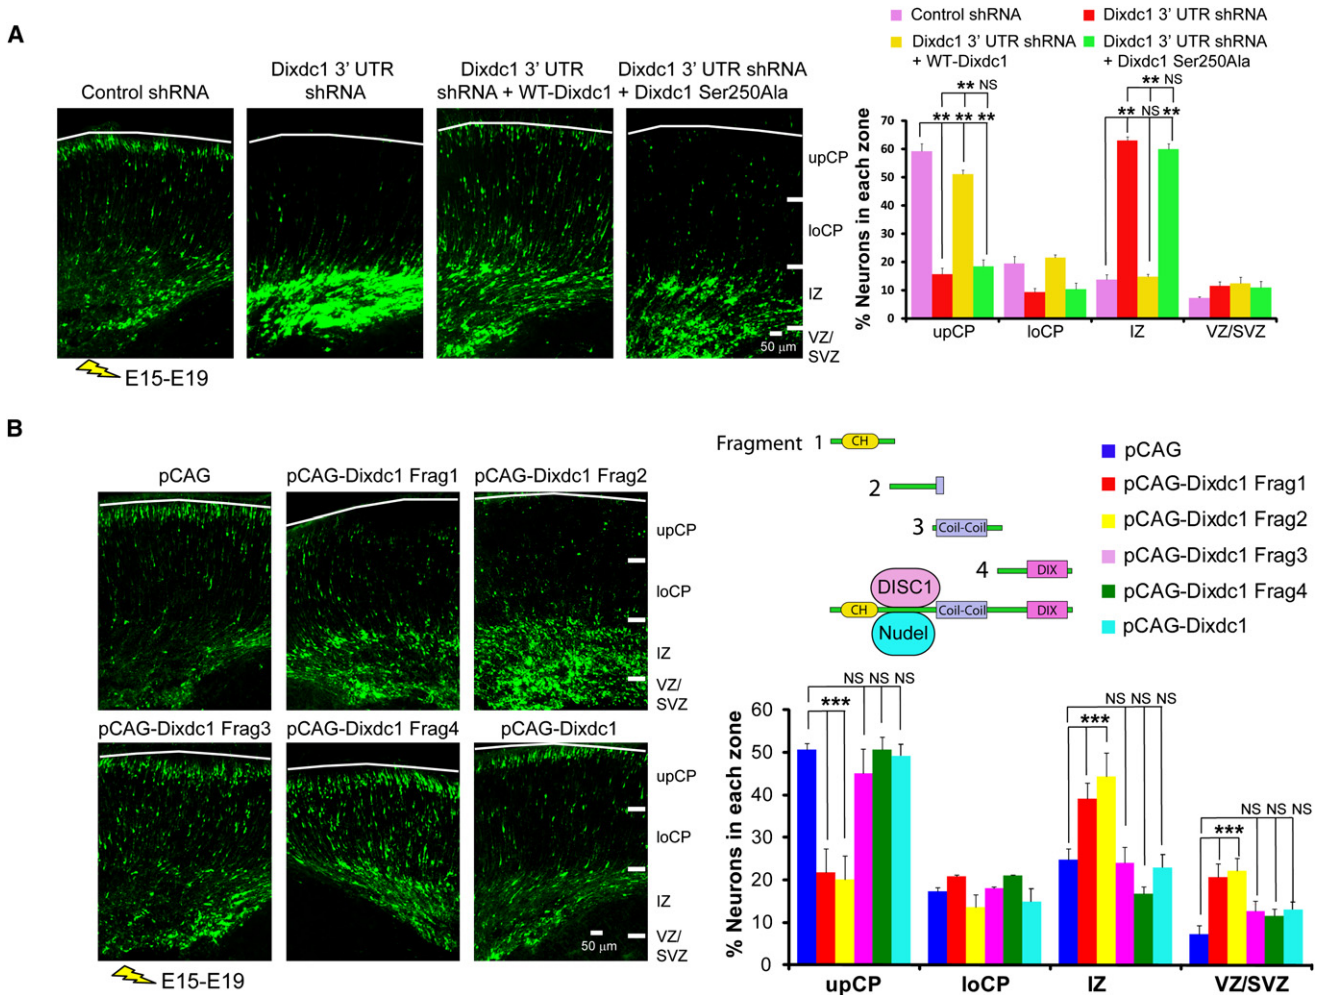 A
Control shRNA
Dixdc1 3' UTR
shRNA
Dixdc1 3' UTR
shRNA + WT-Dixdc1
Dixdc1 3' UTR shRNA
+ Dixdc1 Ser250Ala
upCP
loCP
IZ
VZ/
SVZ
50 µm
E15-E19
Control shRNA
Dixdc1 3' UTR shRNA
Dixdc1 3' UTR shRNA
+ WT-Dixdc1
Dixdc1 3' UTR shRNA
+ Dixdc1 Ser250Ala
** NS
** ** **
** NS
** NS **
% Neurons in each zone
70
60
50
40
30
20
10
0
upCP loCP IZ VZ/SVZ
B
pCAG
pCAG-Dixdc1 Frag1
pCAG-Dixdc1 Frag2
upCP
loCP
IZ
VZ/
SVZ
pCAG-Dixdc1 Frag3
pCAG-Dixdc1 Frag4
pCAG-Dixdc1
upCP
loCP
IZ
VZ/
SVZ
50 µm
E15-E19
Fragment 1
CH
2
3
Coil-Coil
4
DIX
DISC1
CH
Coil-Coil
DIX
Nudel
pCAG
pCAG-Dixdc1 Frag1
pCAG-Dixdc1 Frag2
pCAG-Dixdc1 Frag3
pCAG-Dixdc1 Frag4
pCAG-Dixdc1
NS NS NS
***
NS NS NS
***
NS NS NS
***
% Neurons in each zone
60
50
40
30
20
10
0
upCP loCP IZ VZ/SVZ